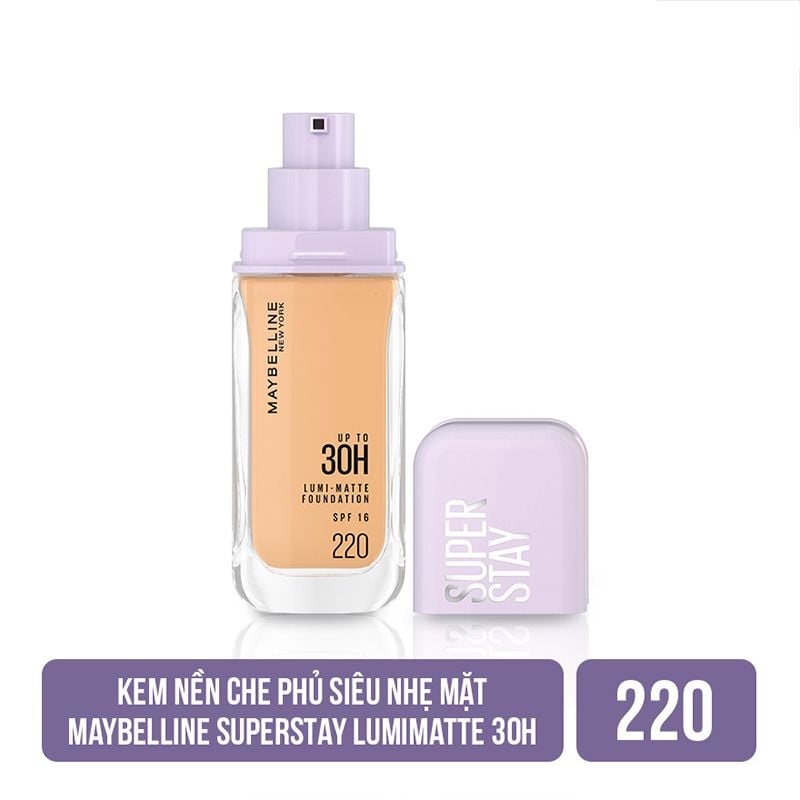 MAYBELLINE
NEW YORK
UP TO
30H
LUMI-MATTE
FOUNDATION
SPF 16
220
SUPER
STAY
KEM NỀN CHE PHỦ SIÊU NHẸ MẶT
MAYBELLINE SUPERSTAY LUMIMATTE 30H
220